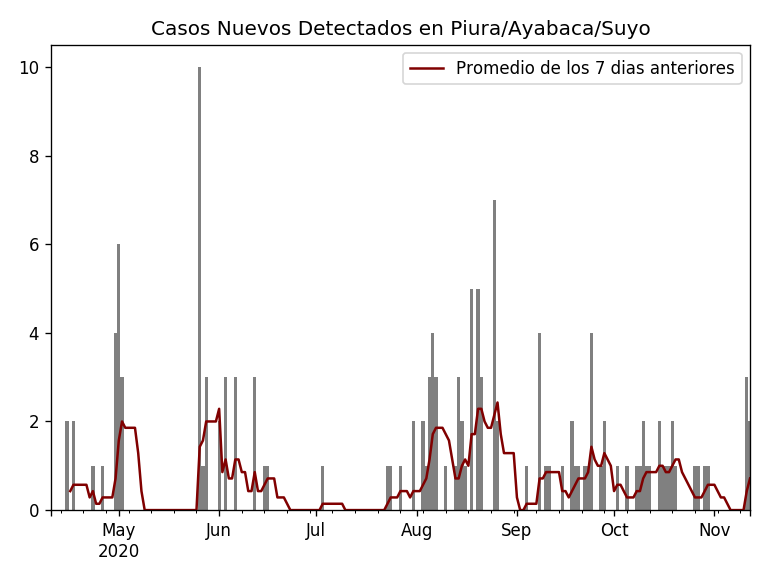 Casos Nuevos Detectados en Piura/Ayabaca/Suyo
Promedio de los 7 dias anteriores
10
8
6
4
2
0
May Jun Jul Aug Sep Oct Nov
2020